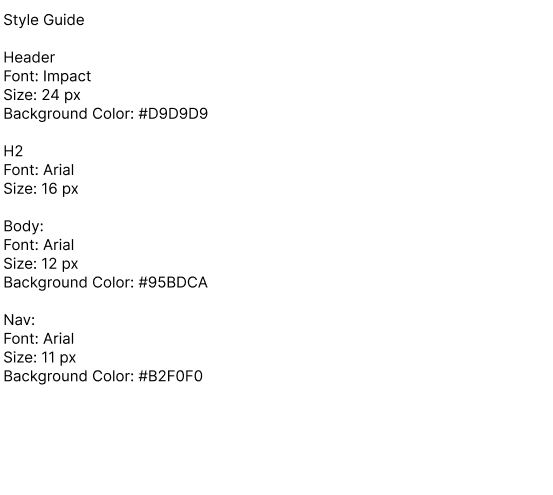 Style Guide
Header
Font: Impact
Size: 24 px
Background Color: #D9D9D9
H2
Font: Arial
Size: 16 px
Body:
Font: Arial
Size: 12 px
Background Color: #95BDCA
Nav:
Font: Arial
Size: 11 px
Background Color: #B2F0F0